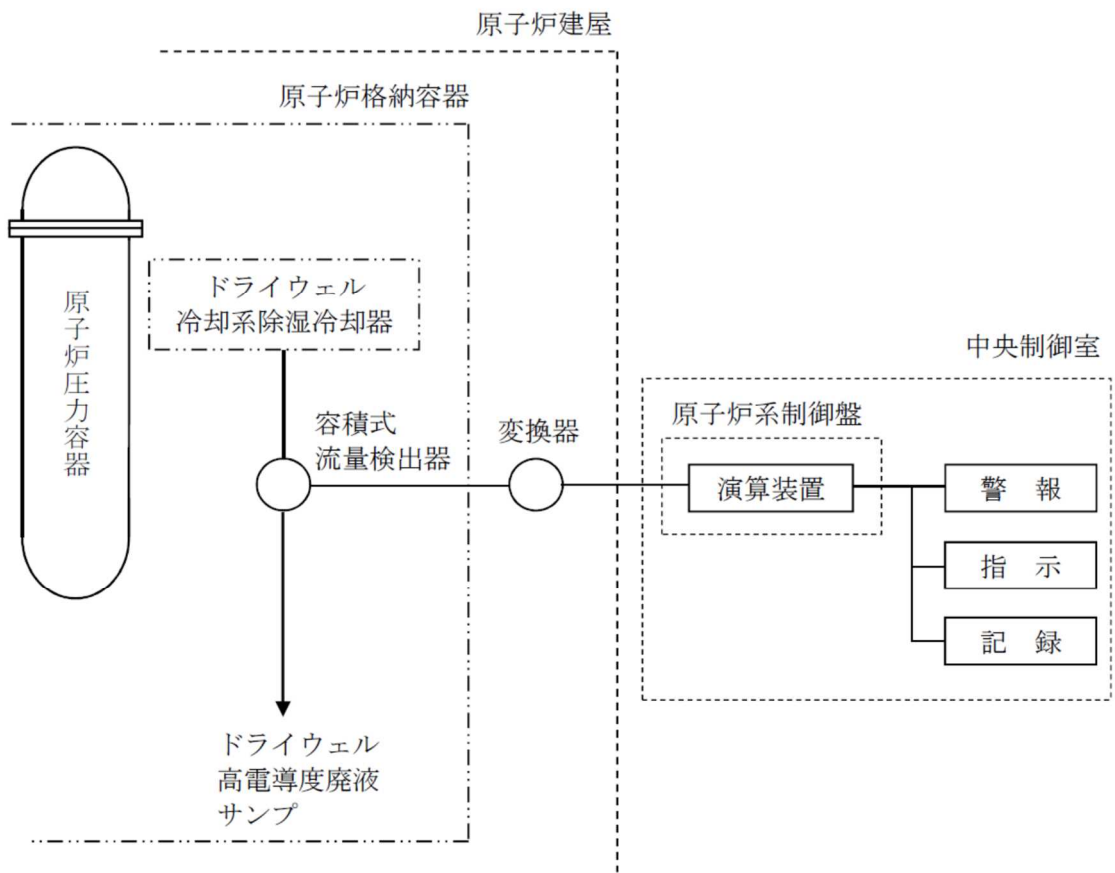 原子炉建屋
原子炉格納容器
原子炉圧力容器
ドライウェル
冷却系除湿冷却器
容積式
流量検出器
変換器
中央制御室
原子炉系制御盤
演算装置
警　報
指　示
記　録
ドライウェル
高電導度廃液
サンプ